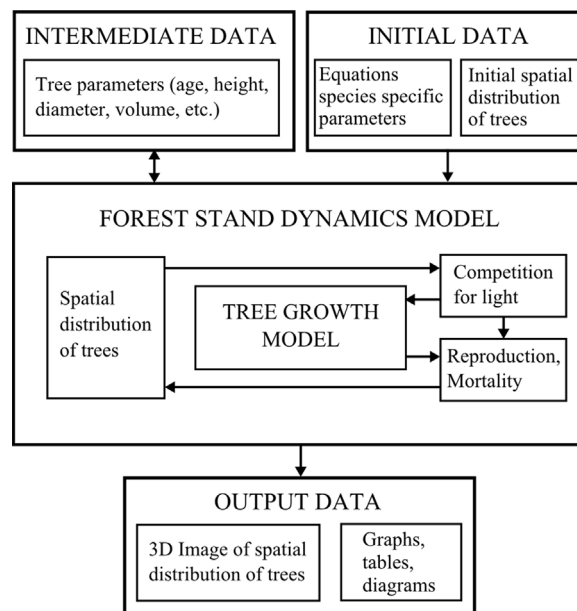 INTERMEDIATE DATA
Tree parameters (age, height,
diameter, volume, etc.)
INITIAL DATA
Equations
species specific
parameters
Initial spatial
distribution
of trees
FOREST STAND DYNAMICS MODEL
Spatial
distribution
of trees
TREE GROWTH
MODEL
Competition
for light
Reproduction,
Mortality
OUTPUT DATA
3D Image of spatial
distribution of trees
Graphs,
tables,
diagrams